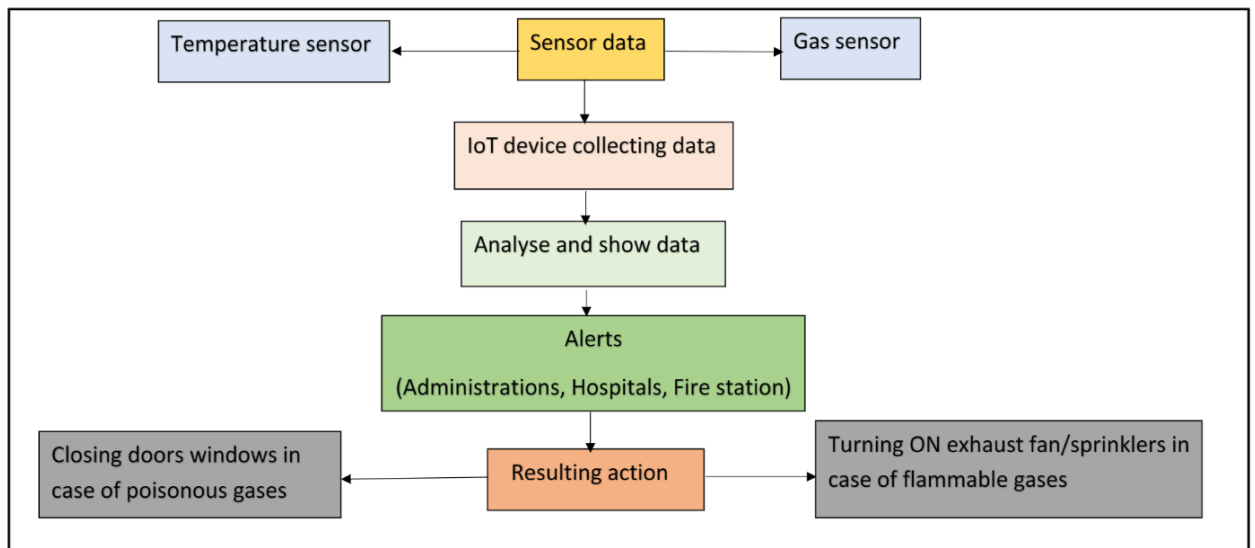 Temperature sensor
Sensor data
Gas sensor
IoT device collecting data
Analyse and show data
Alerts
(Administrations, Hospitals, Fire station)
Closing doors windows in
case of poisonous gases
Resulting action
Turning ON exhaust fan/sprinklers in
case of flammable gases